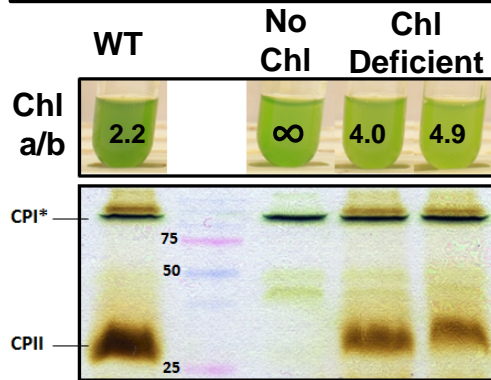 WT
No
Chl
Chl
Deficient
Chl
a/b
2.2
∞
4.0
4.9
CPI*
75
50
CPII
25